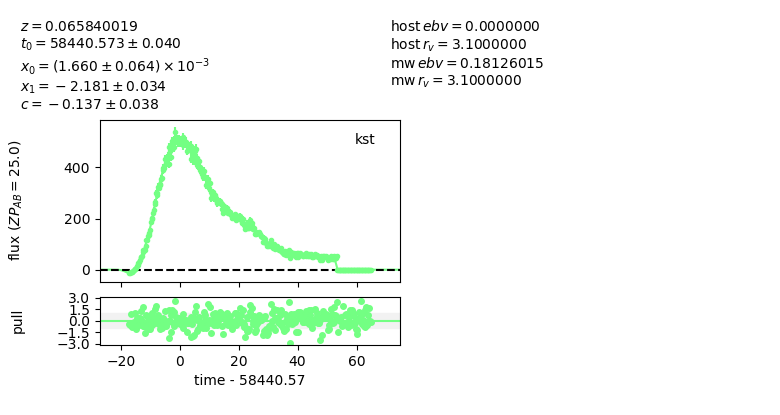 z = 0.065840019
t₀ = 58440.573 ± 0.040
x₀ = (1.660 ± 0.064) × 10⁻³
x₁ = −2.181 ± 0.034
c = −0.137 ± 0.038
host ebv = 0.0000000
host r_v = 3.1000000
mw ebv = 0.18126015
mw r_v = 3.1000000
kst
flux (ZP_AB = 25.0)
400
200
0
pull
3.0
1.5
0.0
−1.5
−3.0
−20 0 20 40 60
time - 58440.57